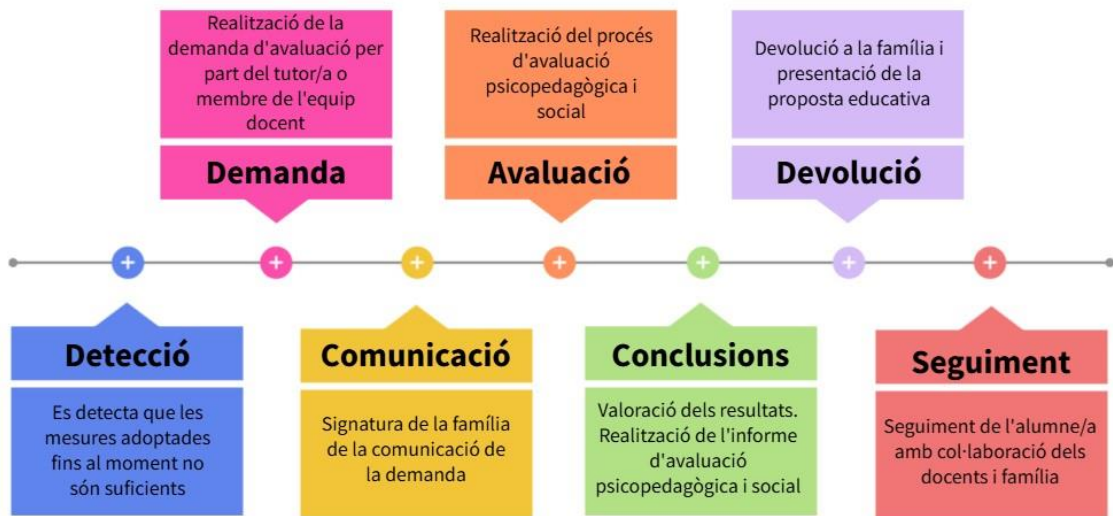 Realització de la
demanda d'avaluació per
part del tutor/a o
membre de l'equip
docent
Demanda
Realització del procés
d'avaluació
psicopedagògica i
social
Avaluació
Devolució a la família i
presentació de la
proposta educativa
Devolució
Detecció
Es detecta que les
mesures adoptades
fins al moment no
són suficients
Comunicació
Signatura de la família
de la comunicació de
la demanda
Conclusions
Valoració dels resultats.
Realització de l'informe
d'avaluació
psicopedagògica i social
Seguiment
Seguiment de l'alumne/a
amb col·laboració dels
docents i família